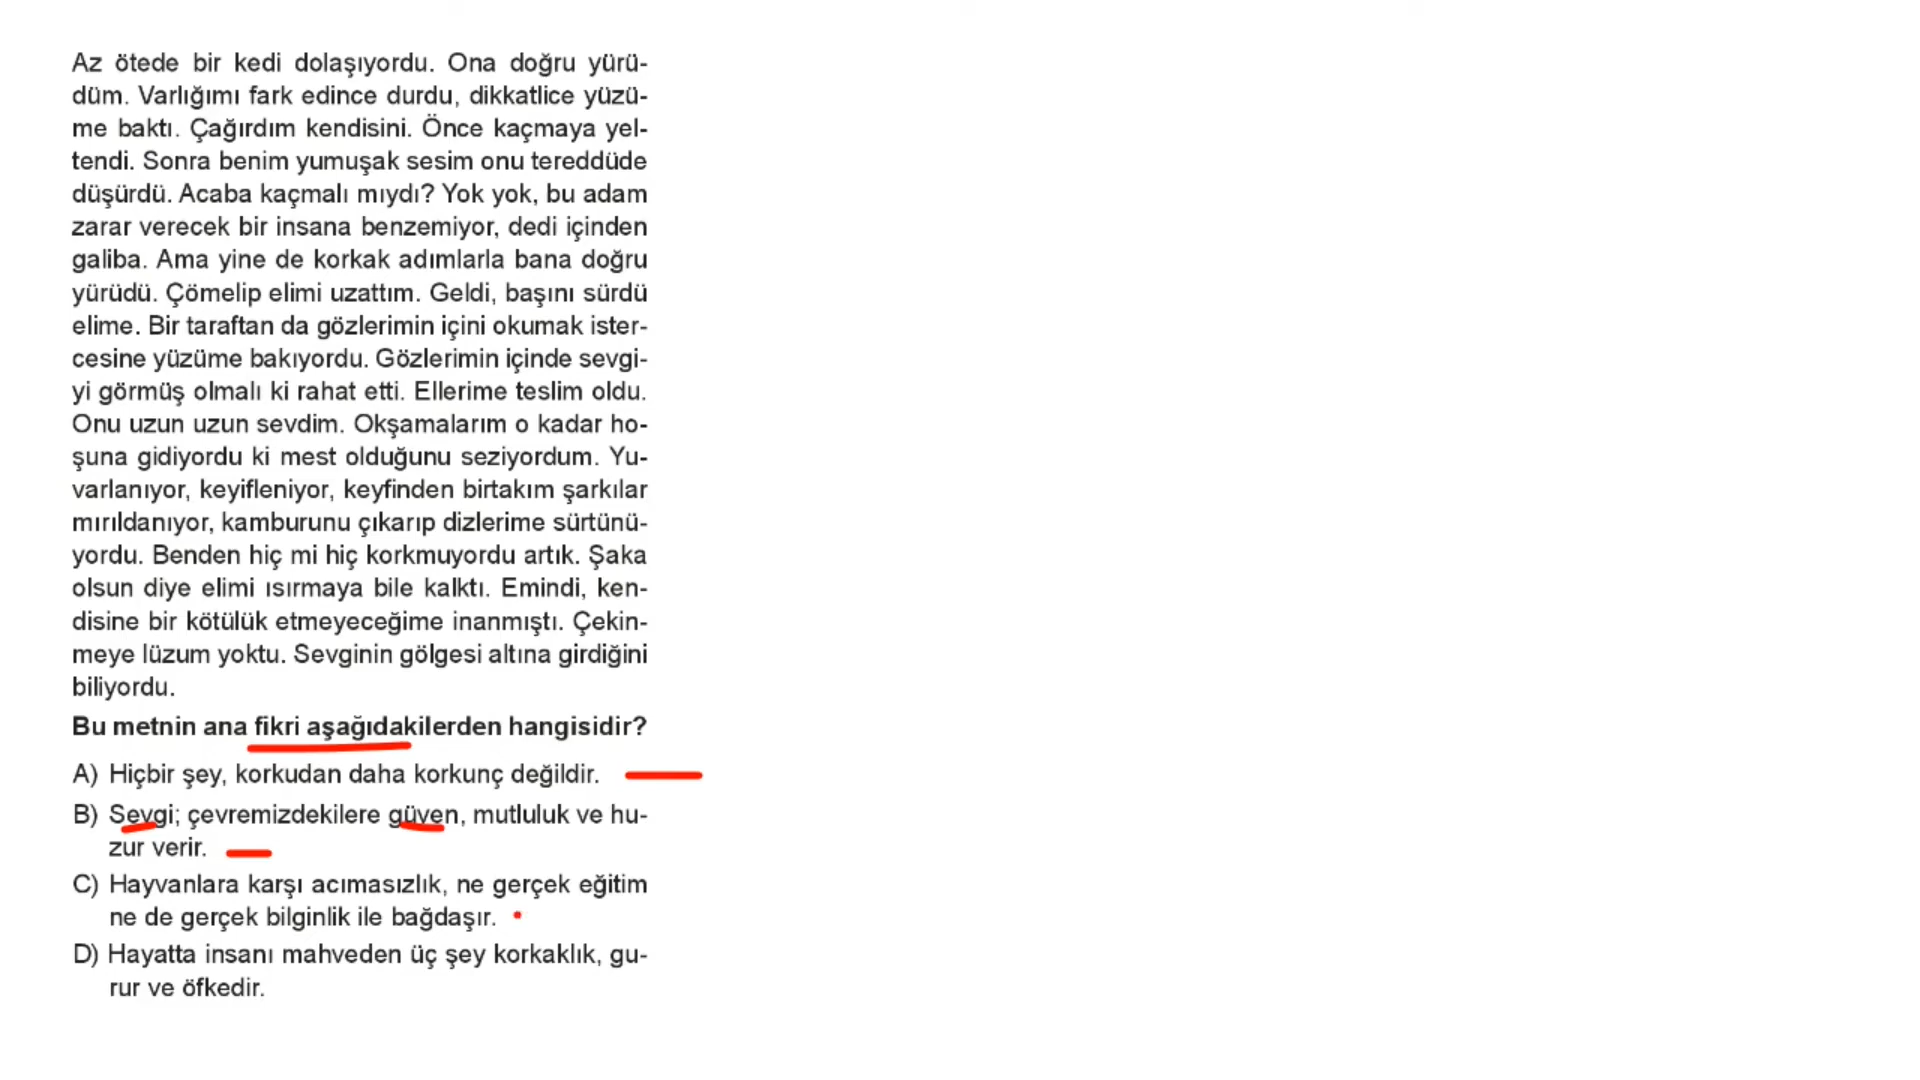 Az ötede bir kedi dolaşıyordu. Ona doğru yürü-
düm. Varlığımı fark edince durdu, dikkatlice yüzü-
me baktı. Çağırdım kendisini. Önce kaçmaya yel-
tendi. Sonra benim yumuşak sesim onu tereddüde
düşürdü. Acaba kaçmalı mıydı? Yok yok, bu adam
zarar verecek bir insana benzemiyor, dedi içinden
galiba. Ama yine de korkak adımlarla bana doğru
yürüdü. Çömelip elimi uzattım. Geldi, başını sürdü
elime. Bir taraftan da gözlerimin içini okumak ister-
cesine yüzüme bakıyordu. Gözlerimin içinde sevgi-
yi görmüş olmalı ki rahat etti. Ellerime teslim oldu.
Onu uzun uzun sevdim. Okşamalarım o kadar ho-
şuna gidiyordu ki mest olduğunu seziyordum. Yu-
varlanıyor, keyifleniyor, keyfinden birtakım şarkılar
mırıldanıyor, kamburunu çıkarıp dizlerime sürtünü-
yordu. Benden hiç mi hiç korkmuyordu artık. Şaka
olsun diye elimi ısırmaya bile kalktı. Emindi, ken-
disine bir kötülük etmeyeceğime inanmıştı. Çekin-
meye lüzum yoktu. Sevginin gölgesi altına girdiğini
biliyordu.
Bu metnin ana fikri aşağıdakilerden hangisidir?
A) Hiçbir şey, korkudan daha korkunç değildir.
B) Sevgi; çevremizdekilere güven, mutluluk ve hu-
zur verir.
C) Hayvanlara karşı acımasızlık, ne gerçek eğitim
ne de gerçek bilginlik ile bağdaşır.
D) Hayatta insanı mahveden üç şey korkaklık, gu-
rur ve öfkedir.